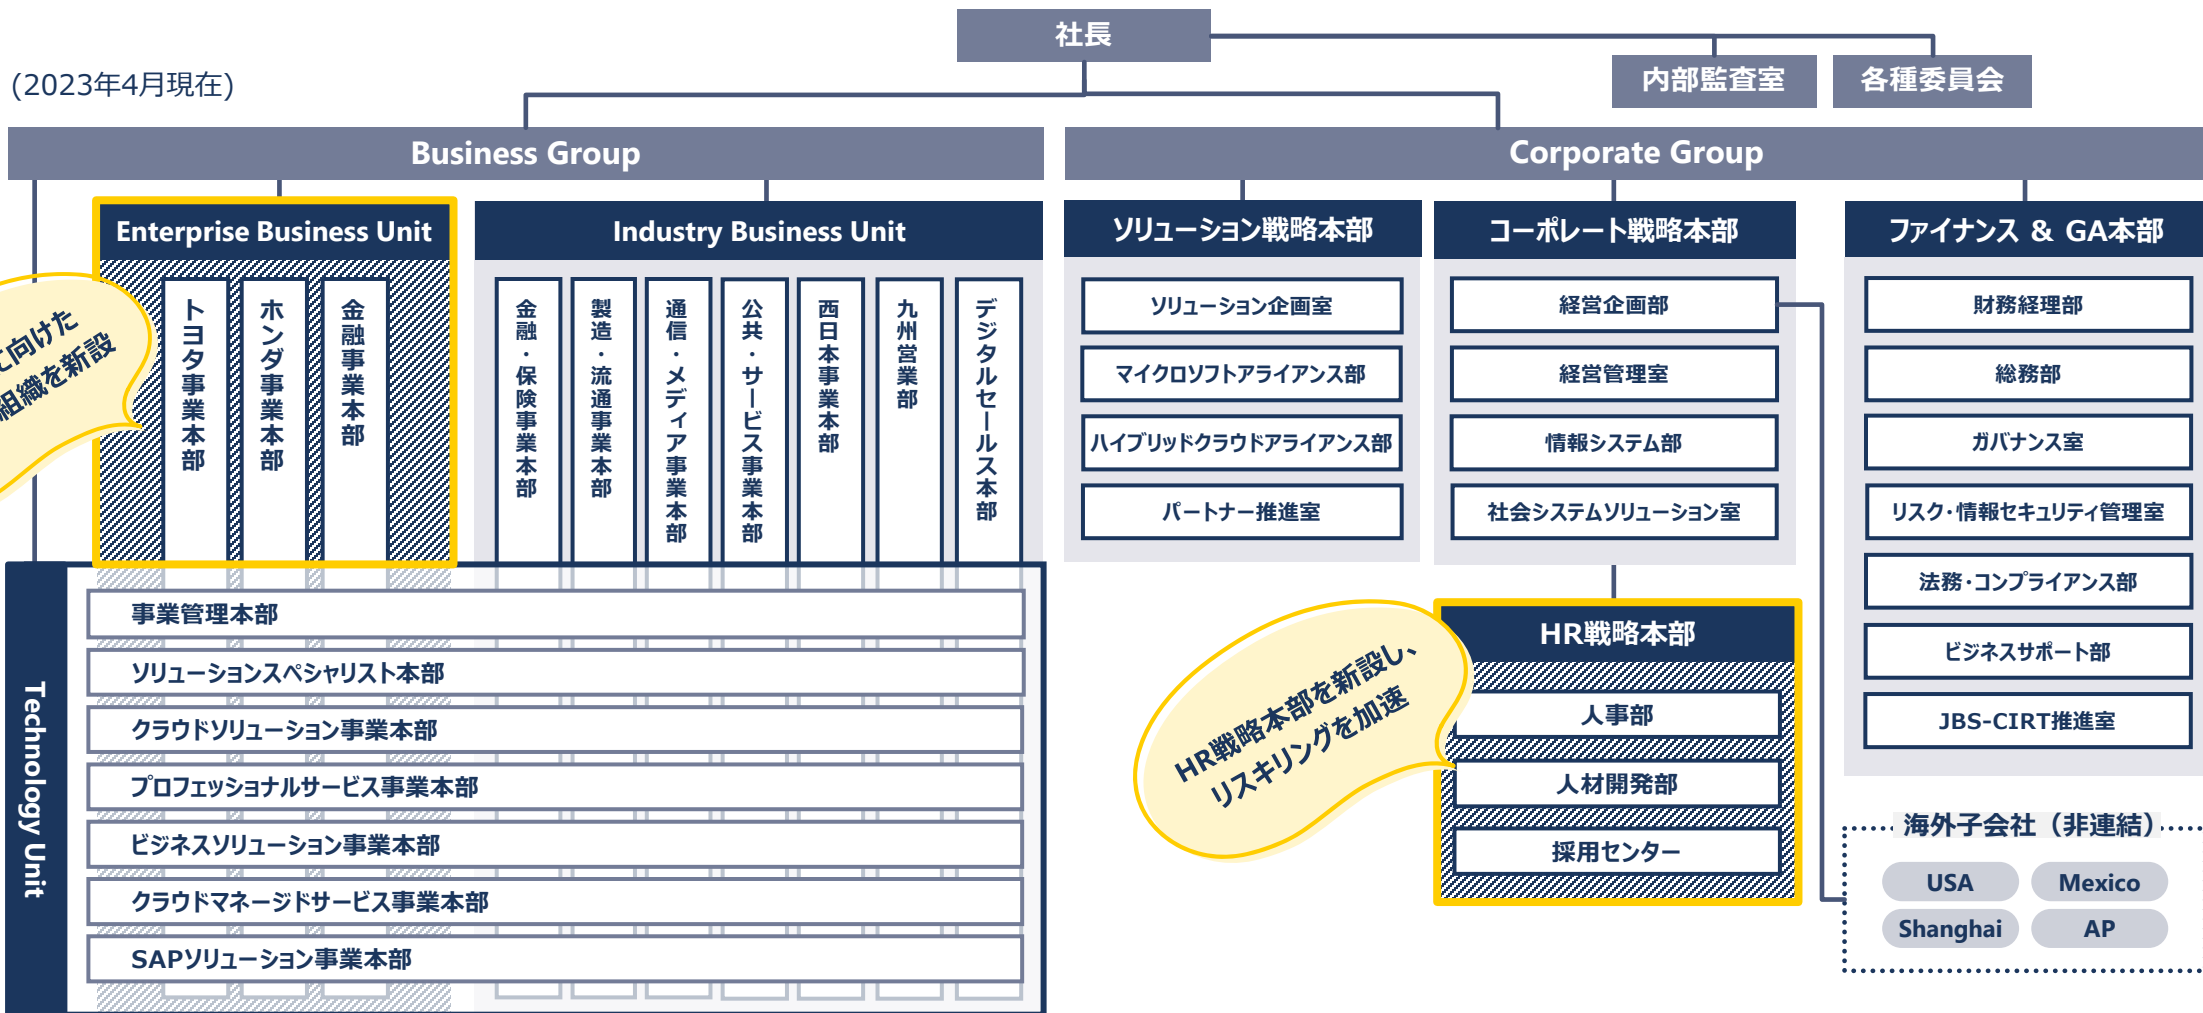 社長
(2023年4月現在)
内部監査室
各種委員会
Business Group
Corporate Group
Enterprise Business Unit
Industry Business Unit
ソリューション戦略本部
コーポレート戦略本部
ファイナンス & GA本部
向けた
組織を新設
トヨタ事業本部
ホンダ事業本部
金融事業本部
金融・保険事業本部
製造・流通事業本部
通信・メディア事業本部
公共・サービス事業本部
西日本事業本部
九州営業部
デジタルセールス本部
ソリューション企画室
マイクロソフトアライアンス部
ハイブリッドクラウドアライアンス部
パートナー推進室
経営企画部
経営管理室
情報システム部
社会システムソリューション室
財務経理部
総務部
ガバナンス室
リスク・情報セキュリティ管理室
法務・コンプライアンス部
ビジネスサポート部
JBS-CIRT推進室
Technology Unit
事業管理本部
ソリューションスペシャリスト本部
クラウドソリューション事業本部
プロフェッショナルサービス事業本部
ビジネスソリューション事業本部
クラウドマネージドサービス事業本部
SAPソリューション事業本部
HR戦略本部を新設し、
リスキリングを加速
HR戦略本部
人事部
人材開発部
採用センター
海外子会社（非連結）
USA
Mexico
Shanghai
AP